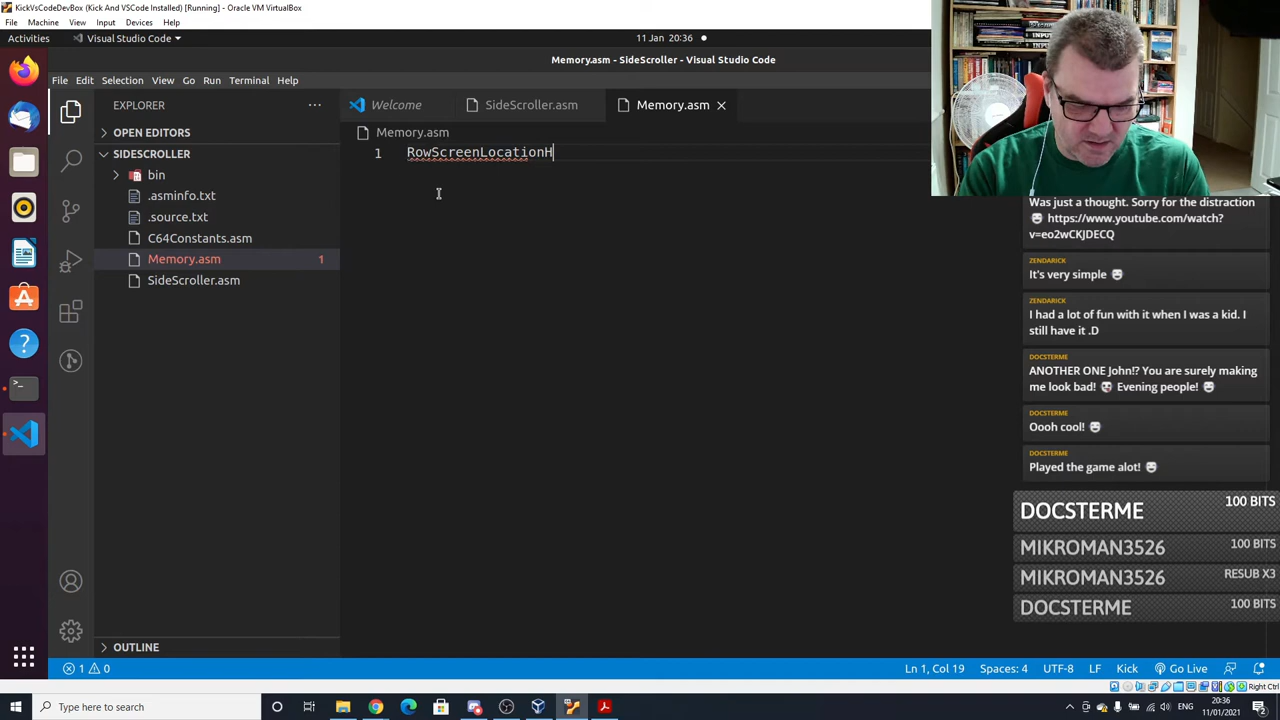 KickVsCodeDevBox (Kick And VSCode Installed) [Running] - Oracle VM VirtualBox
File Machine View Input Devices Help
Activities Visual Studio Code 11 Jan 20:36
Memory.asm - SideScroller - Visual Studio Code
File Edit Selection View Go Run Terminal Help
EXPLORER ··· Welcome SideScroller.asm Memory.asm
OPEN EDITORS
Memory.asm
SIDESCROLLER
1 RowScreenLocationH
bin
.asminfo.txt
.source.txt
C64Constants.asm
Memory.asm 1
SideScroller.asm
OUTLINE
Was just a thought. Sorry for the distraction
https://www.youtube.com/watch?
v=eo2wCKJDECQ
ZENDARICK
It's very simple
ZENDARICK
I had a lot of fun with it when I was a kid. I
still have it .D
DOCSTERME
ANOTHER ONE John!? You are surely making
me look bad! Evening people!
DOCSTERME
Oooh cool!
DOCSTERME
Played the game alot!
DOCSTERME 100 BITS
MIKROMAN3526 100 BITS
MIKROMAN3526 RESUB X3
DOCSTERME 100 BITS
1 0 Ln 1, Col 19 Spaces: 4 UTF-8 LF Kick Go Live
Right Ctrl
Type here to search
20:36
11/01/2021